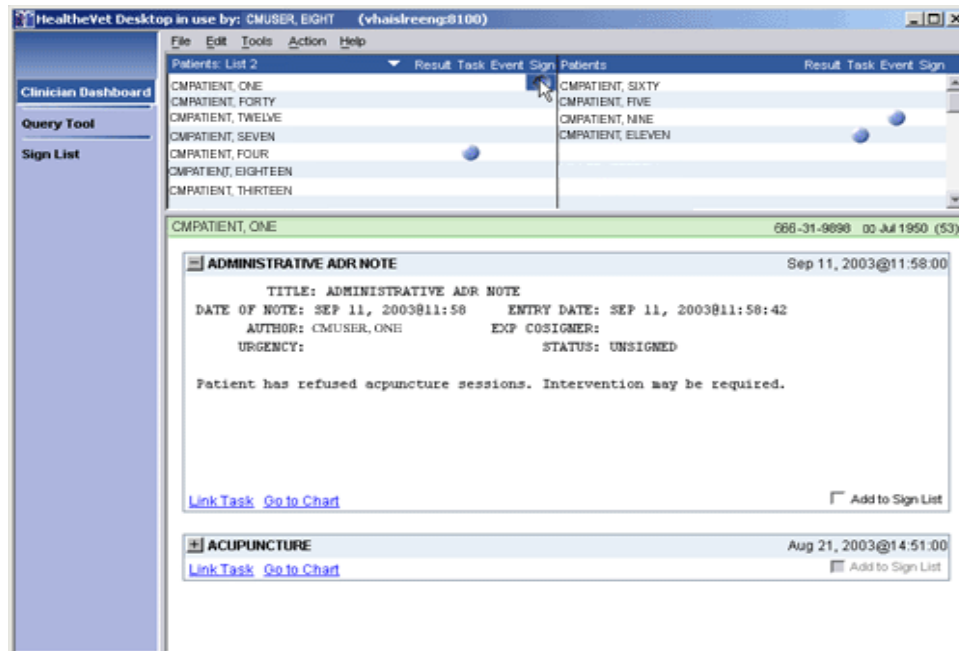 HealtheVet Desktop in use by: CMUSER, EIGHT (vhaislreeng:8100)
File Edit Tools Action Help
Patients: List 2 Result Task Event Sign Patients Result Task Event Sign
Clinician Dashboard
Query Tool
Sign List
CMPATIENT, ONE CMPATIENT, SIXTY
CMPATIENT, FORTY CMPATIENT, FIVE
CMPATIENT, TWELVE CMPATIENT, NINE
CMPATIENT, SEVEN CMPATIENT, ELEVEN
CMPATIENT, FOUR
CMPATIENT, EIGHTEEN
CMPATIENT, THIRTEEN
CMPATIENT, ONE 666-31-9898 00 Jul 1950 (53)
ADMINISTRATIVE ADR NOTE Sep 11, 2003@11:58:00
TITLE: ADMINISTRATIVE ADR NOTE
DATE OF NOTE: SEP 11, 2003@11:58 ENTRY DATE: SEP 11, 2003@11:58:42
AUTHOR: CMUSER, ONE EXP COSIGNER:
URGENCY: STATUS: UNSIGNED
Patient has refused acpuncture sessions. Intervention may be required.
Link Task Go to Chart Add to Sign List
ACUPUNCTURE Aug 21, 2003@14:51:00
Link Task Go to Chart Add to Sign List